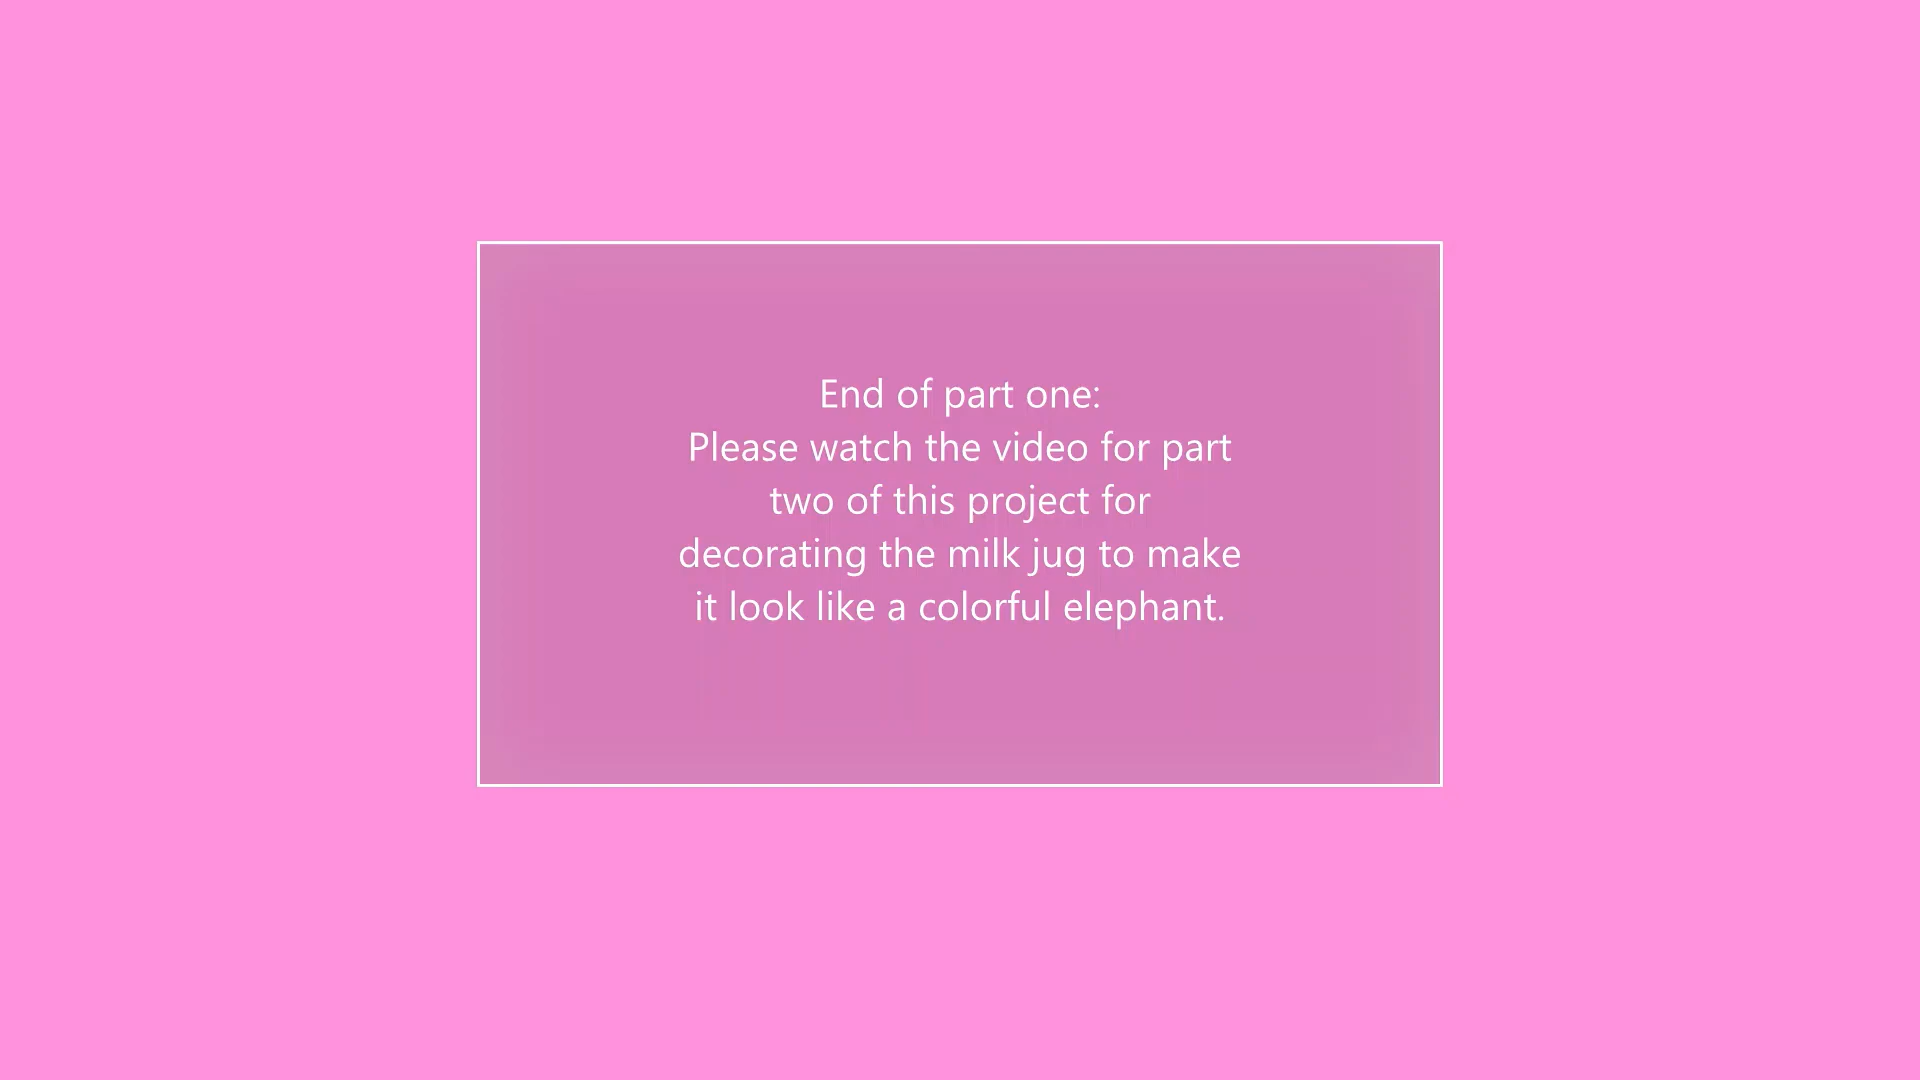 End of part one:
Please watch the video for part
two of this project for
decorating the milk jug to make
it look like a colorful elephant.